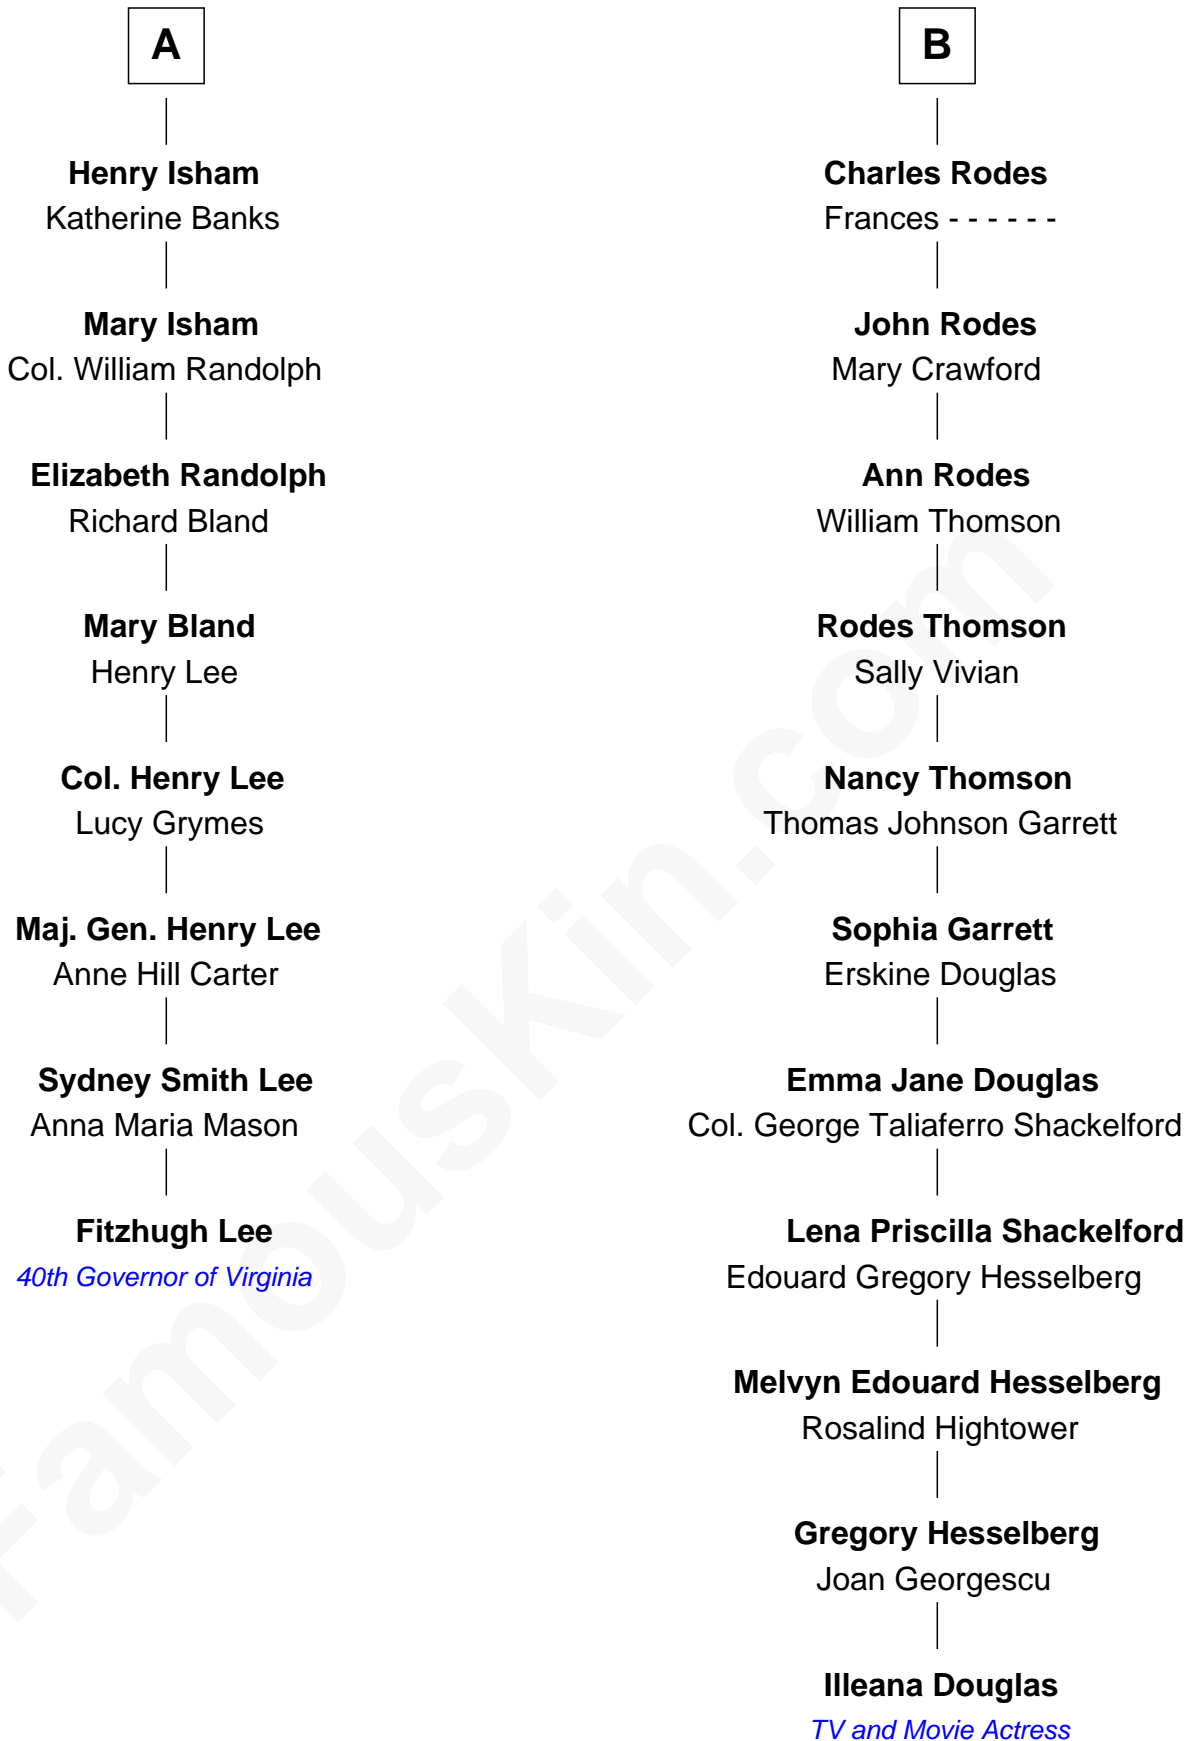 A
Henry Isham
Katherine Banks
Mary Isham
Col. William Randolph
Elizabeth Randolph
Richard Bland
Mary Bland
Henry Lee
Col. Henry Lee
Lucy Grymes
Maj. Gen. Henry Lee
Anne Hill Carter
Sydney Smith Lee
Anna Maria Mason
Fitzhugh Lee
40th Governor of Virginia
B
Charles Rodes
Frances - - - - - -
John Rodes
Mary Crawford
Ann Rodes
William Thomson
Rodes Thomson
Sally Vivian
Nancy Thomson
Thomas Johnson Garrett
Sophia Garrett
Erskine Douglas
Emma Jane Douglas
Col. George Taliaferro Shackelford
Lena Priscilla Shackelford
Edouard Gregory Hesselberg
Melvyn Edouard Hesselberg
Rosalind Hightower
Gregory Hesselberg
Joan Georgescu
Illeana Douglas
TV and Movie Actress
FamousKin.com